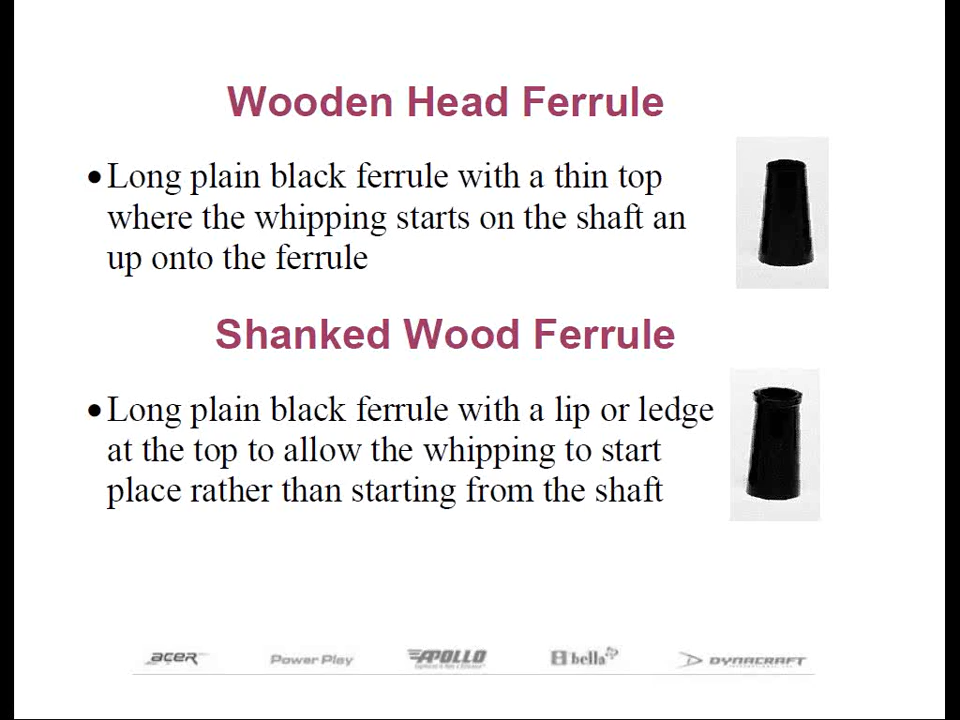 Wooden Head Ferrule
• Long plain black ferrule with a thin top
where the whipping starts on the shaft an
up onto the ferrule
Shanked Wood Ferrule
• Long plain black ferrule with a lip or ledge
at the top to allow the whipping to start
place rather than starting from the shaft
acer Power Play APOLLO bella DYNACRAFT